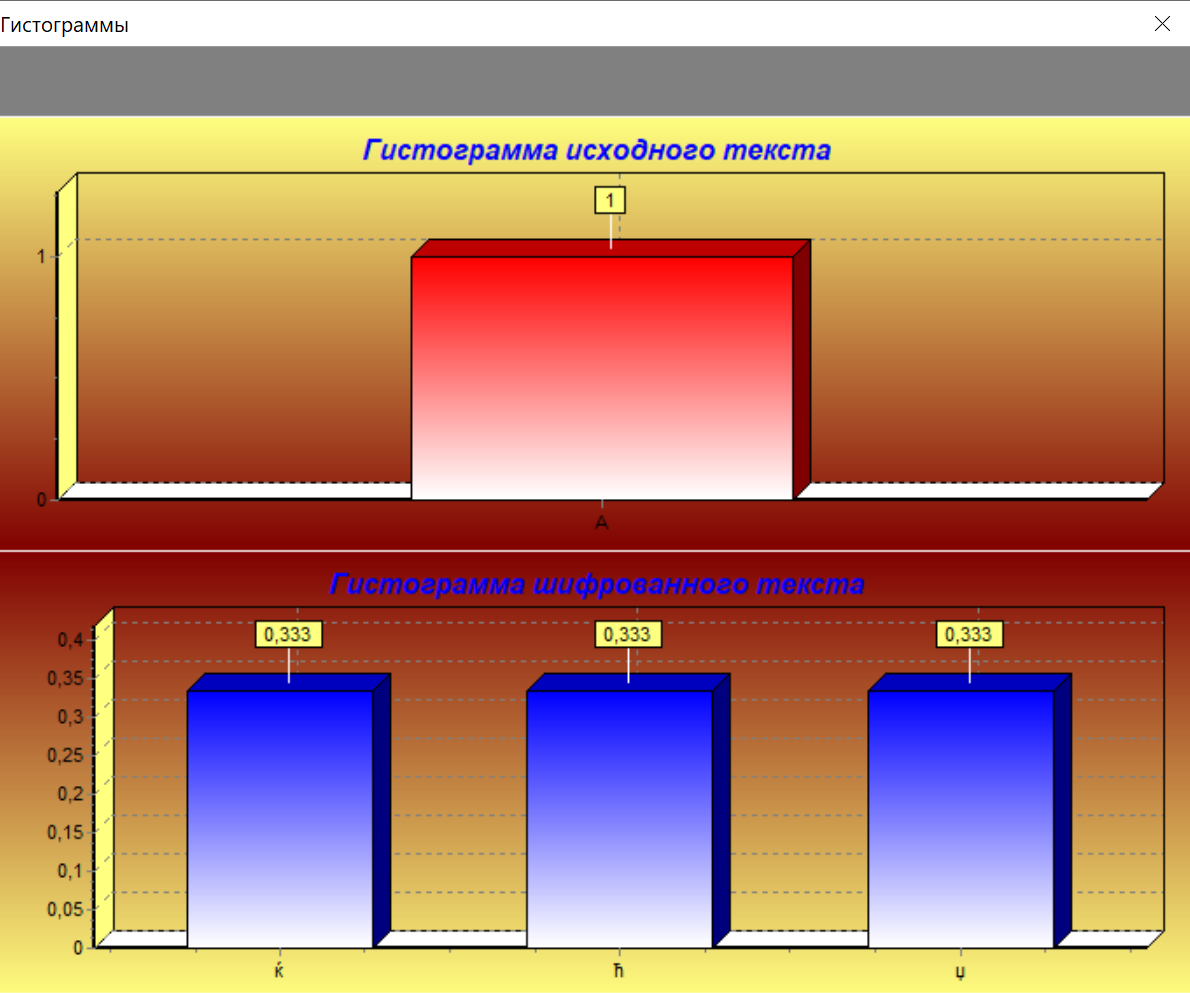 Гистограммы
Гистограмма исходного текста
1
1
0
А
Гистограмма шифрованного текста
0,333 0,333 0,333
0,4
0,35
0,3
0,25
0,2
0,15
0,1
0,05
0
ќ ћ џ